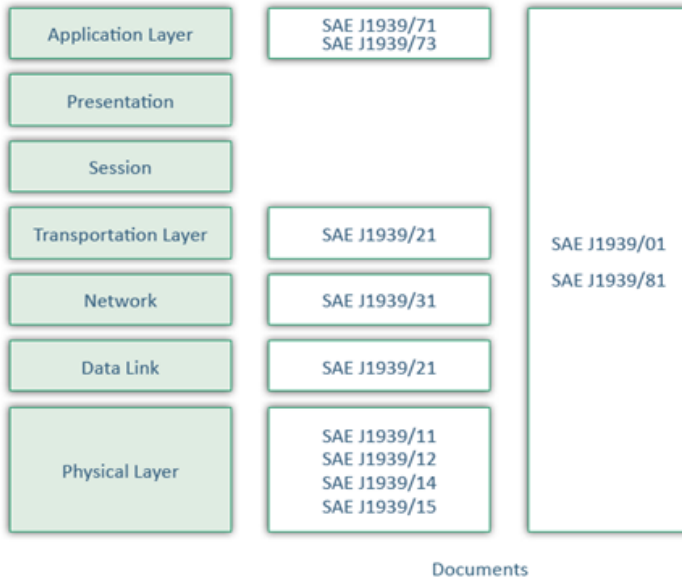 Application Layer
SAE J1939/71
SAE J1939/73
Presentation
Session
Transportation Layer
SAE J1939/21
Network
SAE J1939/31
Data Link
SAE J1939/21
Physical Layer
SAE J1939/11
SAE J1939/12
SAE J1939/14
SAE J1939/15
SAE J1939/01
SAE J1939/81
Documents